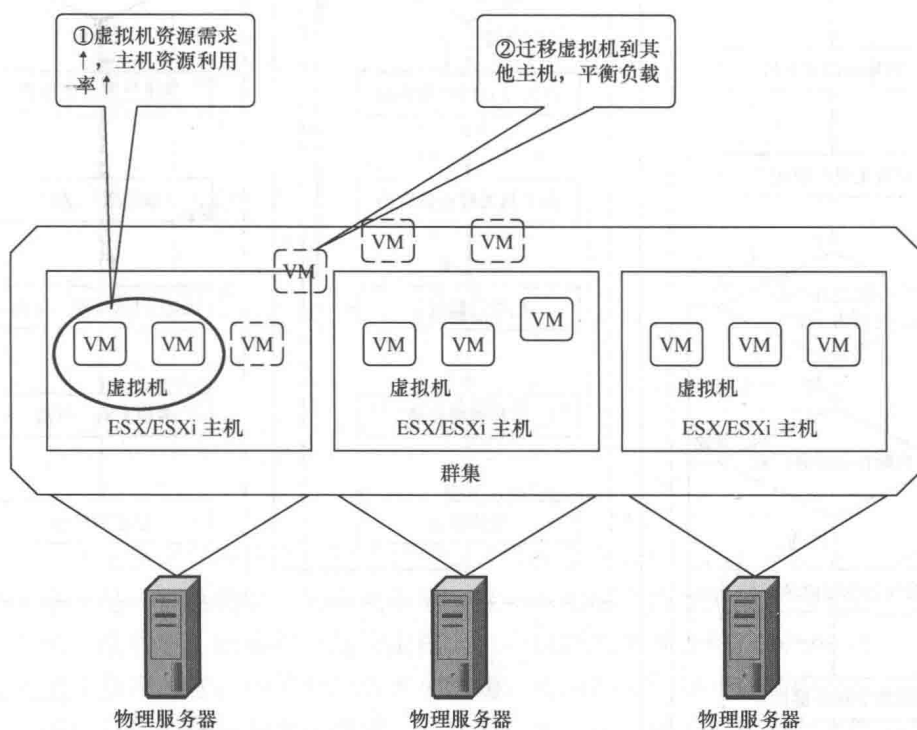 ①虚拟机资源需求
↑，主机资源利用
率↑
②迁移虚拟机到其
他主机，平衡负载
VM
VM
VM
VM
VM
VM
VM
VM
VM
VM
VM
VM
VM
虚拟机
虚拟机
虚拟机
ESX/ESXi 主机
ESX/ESXi 主机
ESX/ESXi 主机
群集
物理服务器
物理服务器
物理服务器